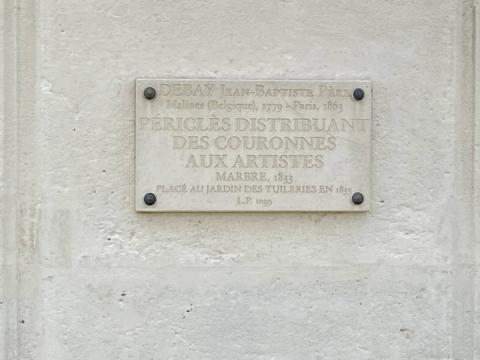 DEBAY JEAN-BAPTISTE PÈRE
Malines (Belgique), 1779 - Paris, 1863
PÉRICLÈS DISTRIBUANT
DES COURONNES
AUX ARTISTES
MARBRE, 1833
PLACÉ AU JARDIN DES TUILERIES EN 1835
L.P. 1099